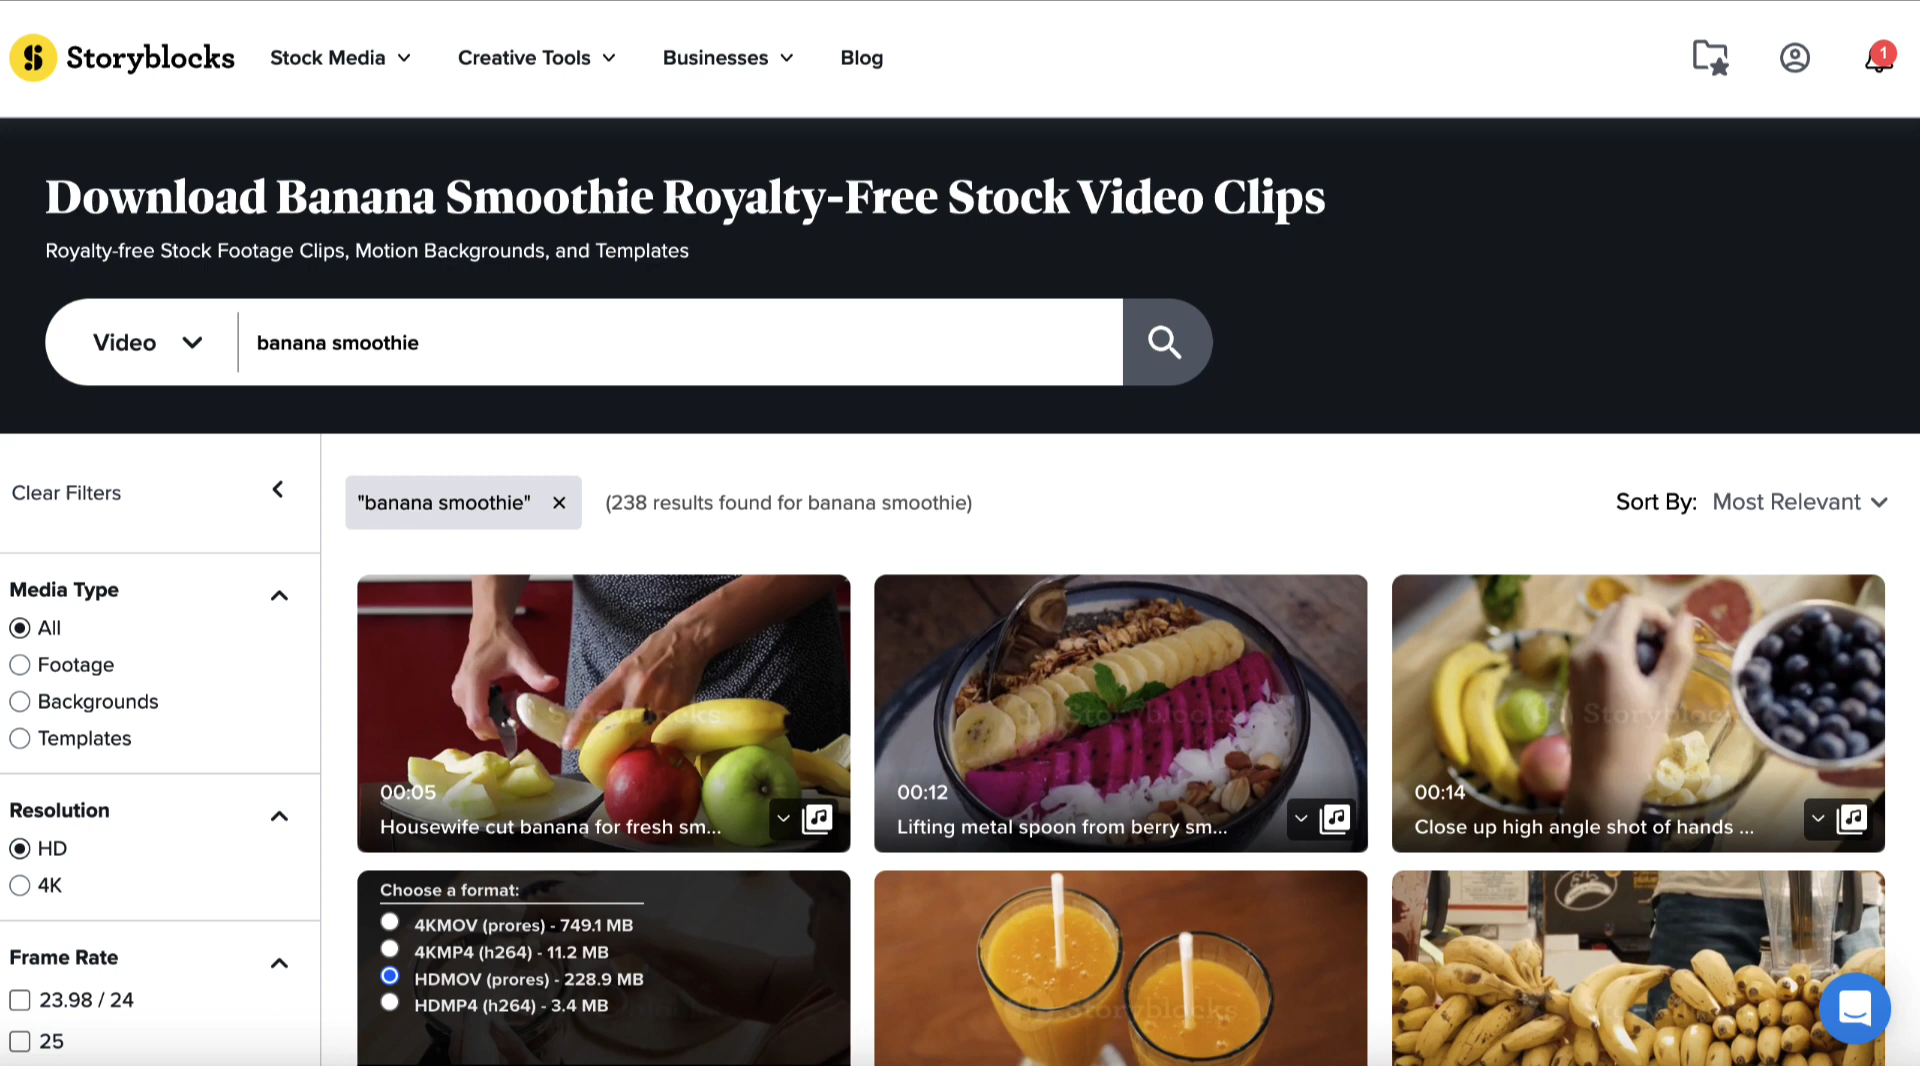 Storyblocks
Stock Media
Creative Tools
Businesses
Blog
1
Download Banana Smoothie Royalty-Free Stock Video Clips
Royalty-free Stock Footage Clips, Motion Backgrounds, and Templates
Video
banana smoothie
Clear Filters
"banana smoothie"
(238 results found for banana smoothie)
Sort By: Most Relevant
Media Type
All
Footage
Backgrounds
Templates
Resolution
HD
4K
Frame Rate
23.98 / 24
25
Storyblocks
00:05
Housewife cut banana for fresh sm...
Storyblocks
00:12
Lifting metal spoon from berry sm...
Storyblocks
00:14
Close up high angle shot of hands ...
Choose a format:
4KMOV (prores) - 749.1 MB
4KMP4 (h264) - 11.2 MB
HDMOV (prores) - 228.9 MB
HDMP4 (h264) - 3.4 MB
Storyblocks